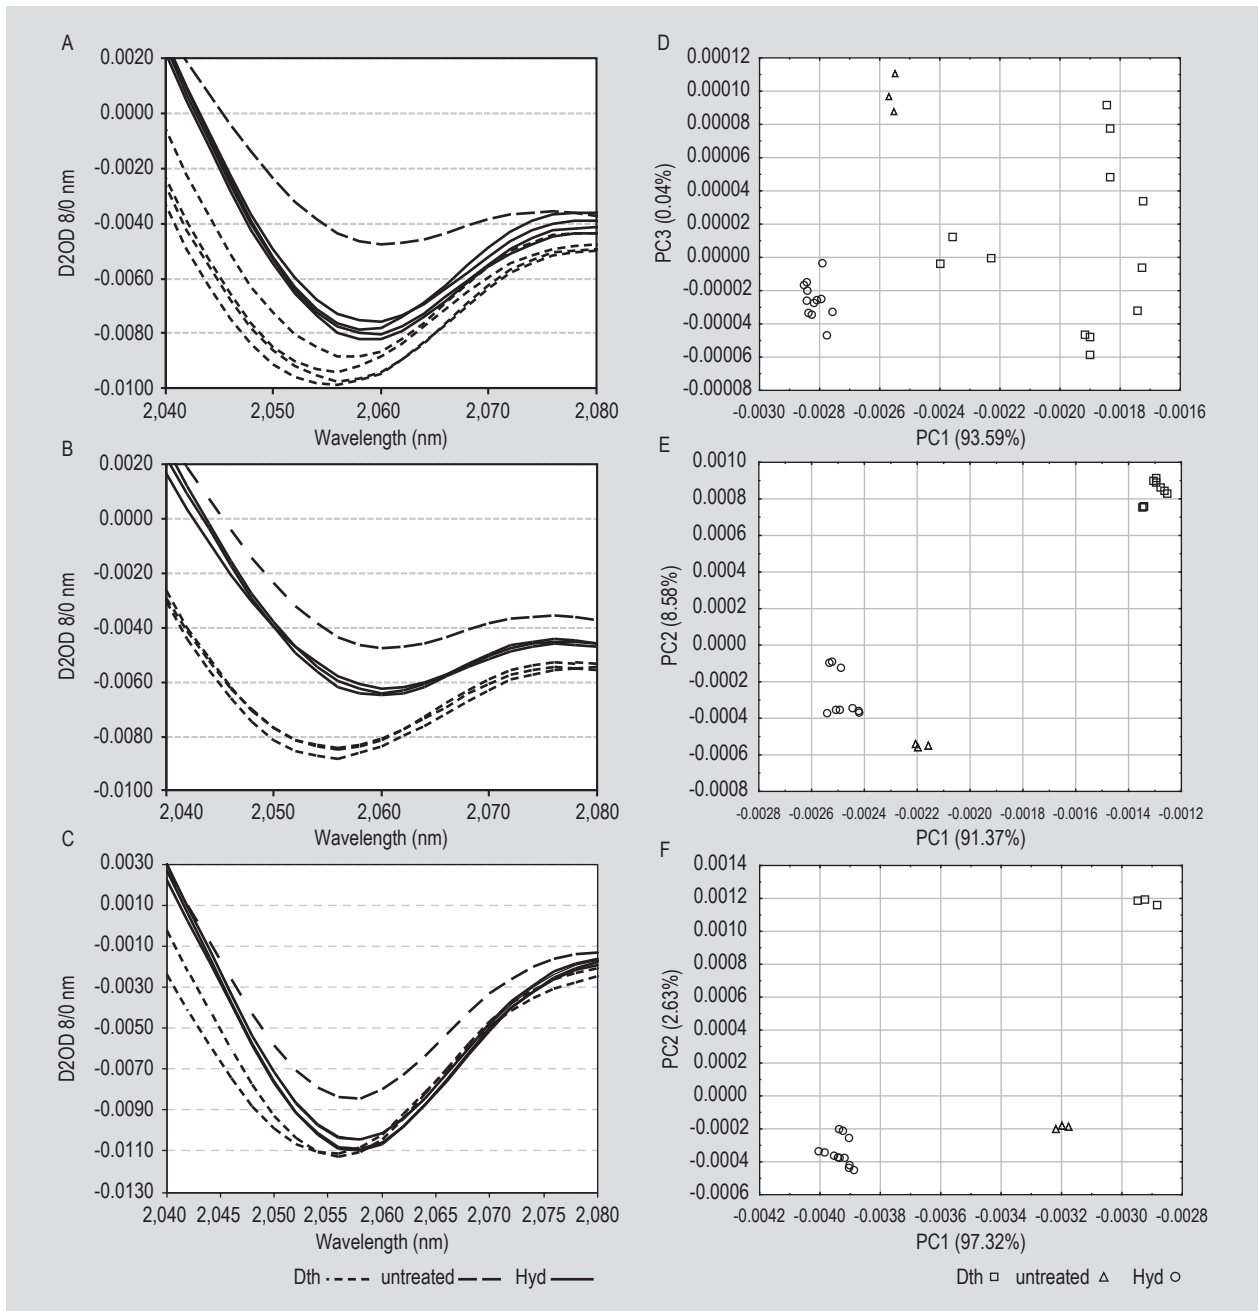 A
0.0020
0.0000
-0.0020
-0.0040
-0.0060
-0.0080
-0.0100
D2OD 8/0 nm
2,040 2,050 2,060 2,070 2,080
Wavelength (nm)
B
0.0020
0.0000
-0.0020
-0.0040
-0.0060
-0.0080
-0.0100
D2OD 8/0 nm
2,040 2,050 2,060 2,070 2,080
Wavelength (nm)
C
0.0030
0.0010
-0.0010
-0.0030
-0.0050
-0.0070
-0.0090
-0.0110
-0.0130
D2OD 8/0 nm
2,040 2,045 2,050 2,055 2,060 2,065 2,070 2,075 2,080
Wavelength (nm)
Dth untreated Hyd
D
0.00012
0.00010
0.00008
0.00006
0.00004
0.00002
0.00000
-0.00002
-0.00004
-0.00006
-0.00008
PC3 (0.04%)
-0.0030 -0.0028 -0.0026 -0.0024 -0.0022 -0.0020 -0.0018 -0.0016
PC1 (93.59%)
E
0.0010
0.0008
0.0006
0.0004
0.0002
0.0000
-0.0002
-0.0004
-0.0006
-0.0008
PC2 (8.58%)
-0.0028 -0.0026 -0.0024 -0.0022 -0.0020 -0.0018 -0.0016 -0.0014 -0.0012
PC1 (91.37%)
F
0.0014
0.0012
0.0010
0.0008
0.0006
0.0004
0.0002
0.0000
-0.0002
-0.0004
-0.0006
PC2 (2.63%)
-0.0042 -0.0040 -0.0038 -0.0036 -0.0034 -0.0032 -0.0030 -0.0028
PC1 (97.32%)
Dth untreated Hyd